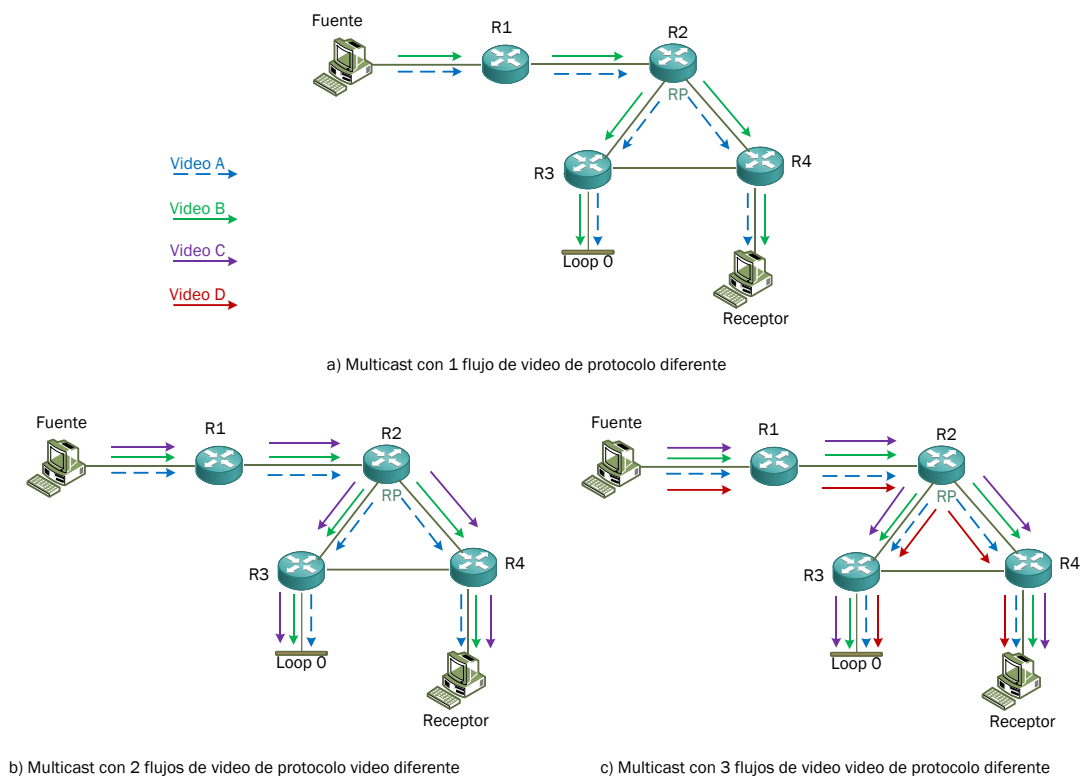 Fuente
R1
R2
RP
Video A
R3
R4
Video B
Video C
Loop 0
Video D
Receptor
a) Multicast con 1 flujo de video de protocolo diferente
Fuente
R1
R2
RP
R3
R4
Loop 0
Receptor
b) Multicast con 2 flujos de video de protocolo video diferente
Fuente
R1
R2
RP
R3
R4
Loop 0
Receptor
c) Multicast con 3 flujos de video video de protocolo diferente